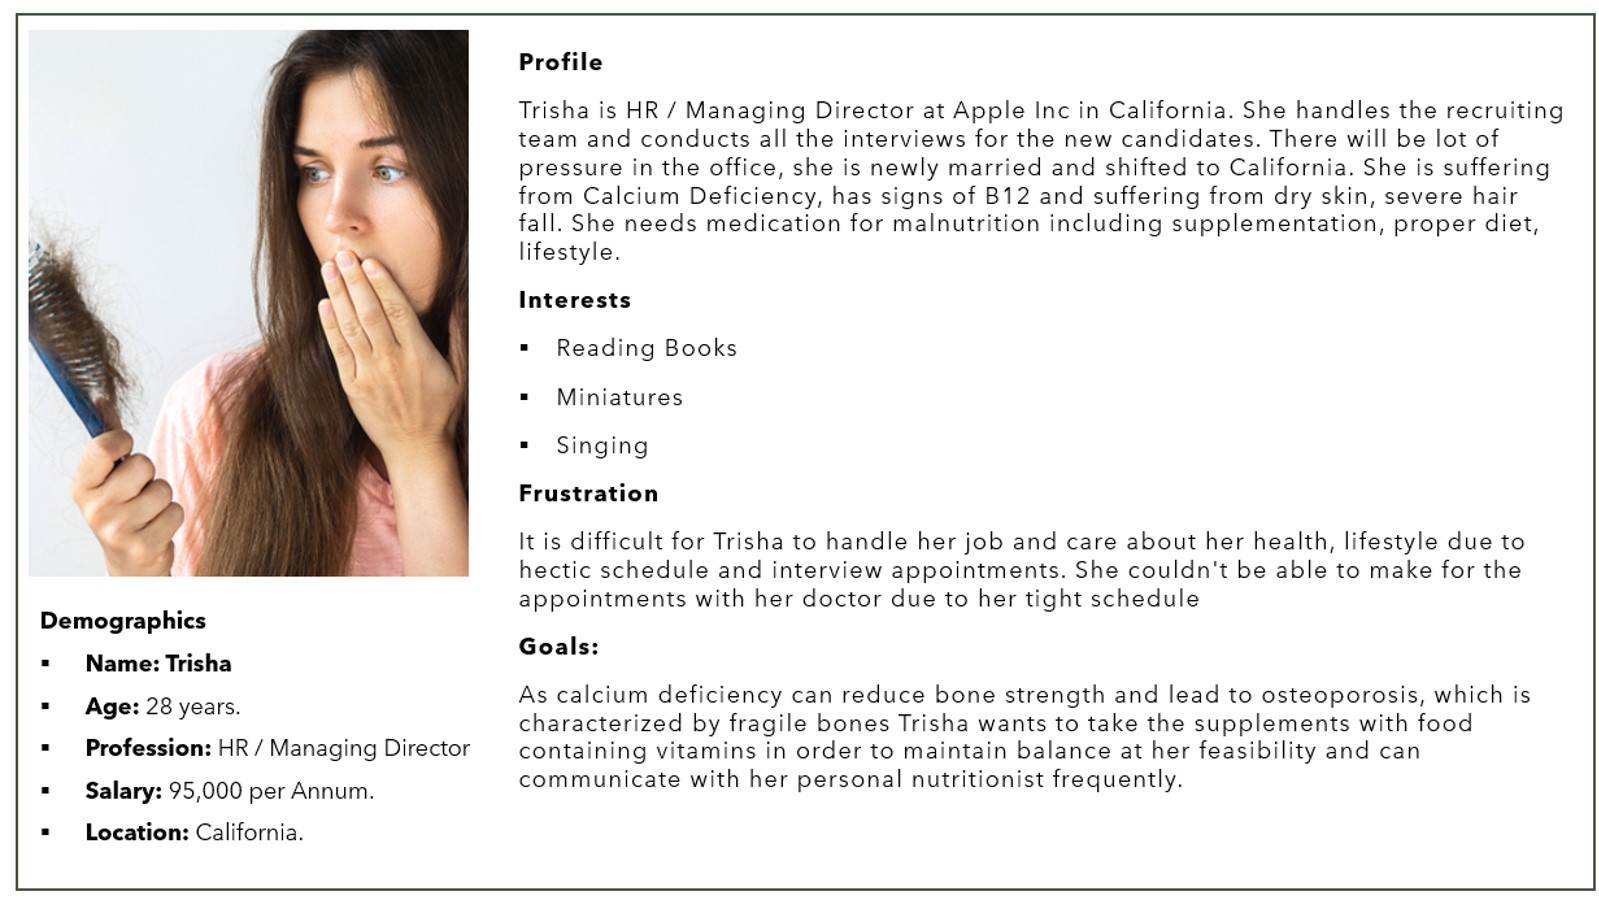 Profile
Trisha is HR / Managing Director at Apple Inc in California. She handles the recruiting
team and conducts all the interviews for the new candidates. There will be lot of
pressure in the office, she is newly married and shifted to California. She is suffering
from Calcium Deficiency, has signs of B12 and suffering from dry skin, severe hair
fall. She needs medication for malnutrition including supplementation, proper diet,
lifestyle.
Interests
▪ Reading Books
▪ Miniatures
▪ Singing
Frustration
It is difficult for Trisha to handle her job and care about her health, lifestyle due to
hectic schedule and interview appointments. She couldn't be able to make for the
appointments with her doctor due to her tight schedule
Goals:
As calcium deficiency can reduce bone strength and lead to osteoporosis, which is
characterized by fragile bones Trisha wants to take the supplements with food
containing vitamins in order to maintain balance at her feasibility and can
communicate with her personal nutritionist frequently.
Demographics
▪ Name: Trisha
▪ Age: 28 years.
▪ Profession: HR / Managing Director
▪ Salary: 95,000 per Annum.
▪ Location: California.